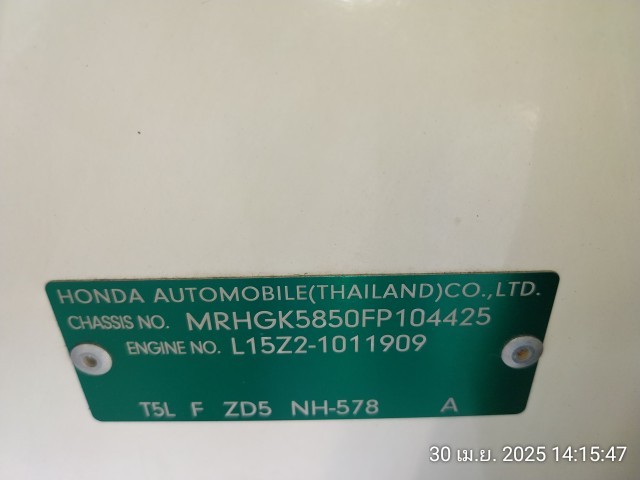 HONDA AUTOMOBILE(THAILAND)CO.,LTD.
CHASSIS NO. MRHGK5850FP104425
ENGINE NO. L15Z2-1011909
T5L F ZD5 NH-578 A
30 เม.ย. 2025 14:15:47